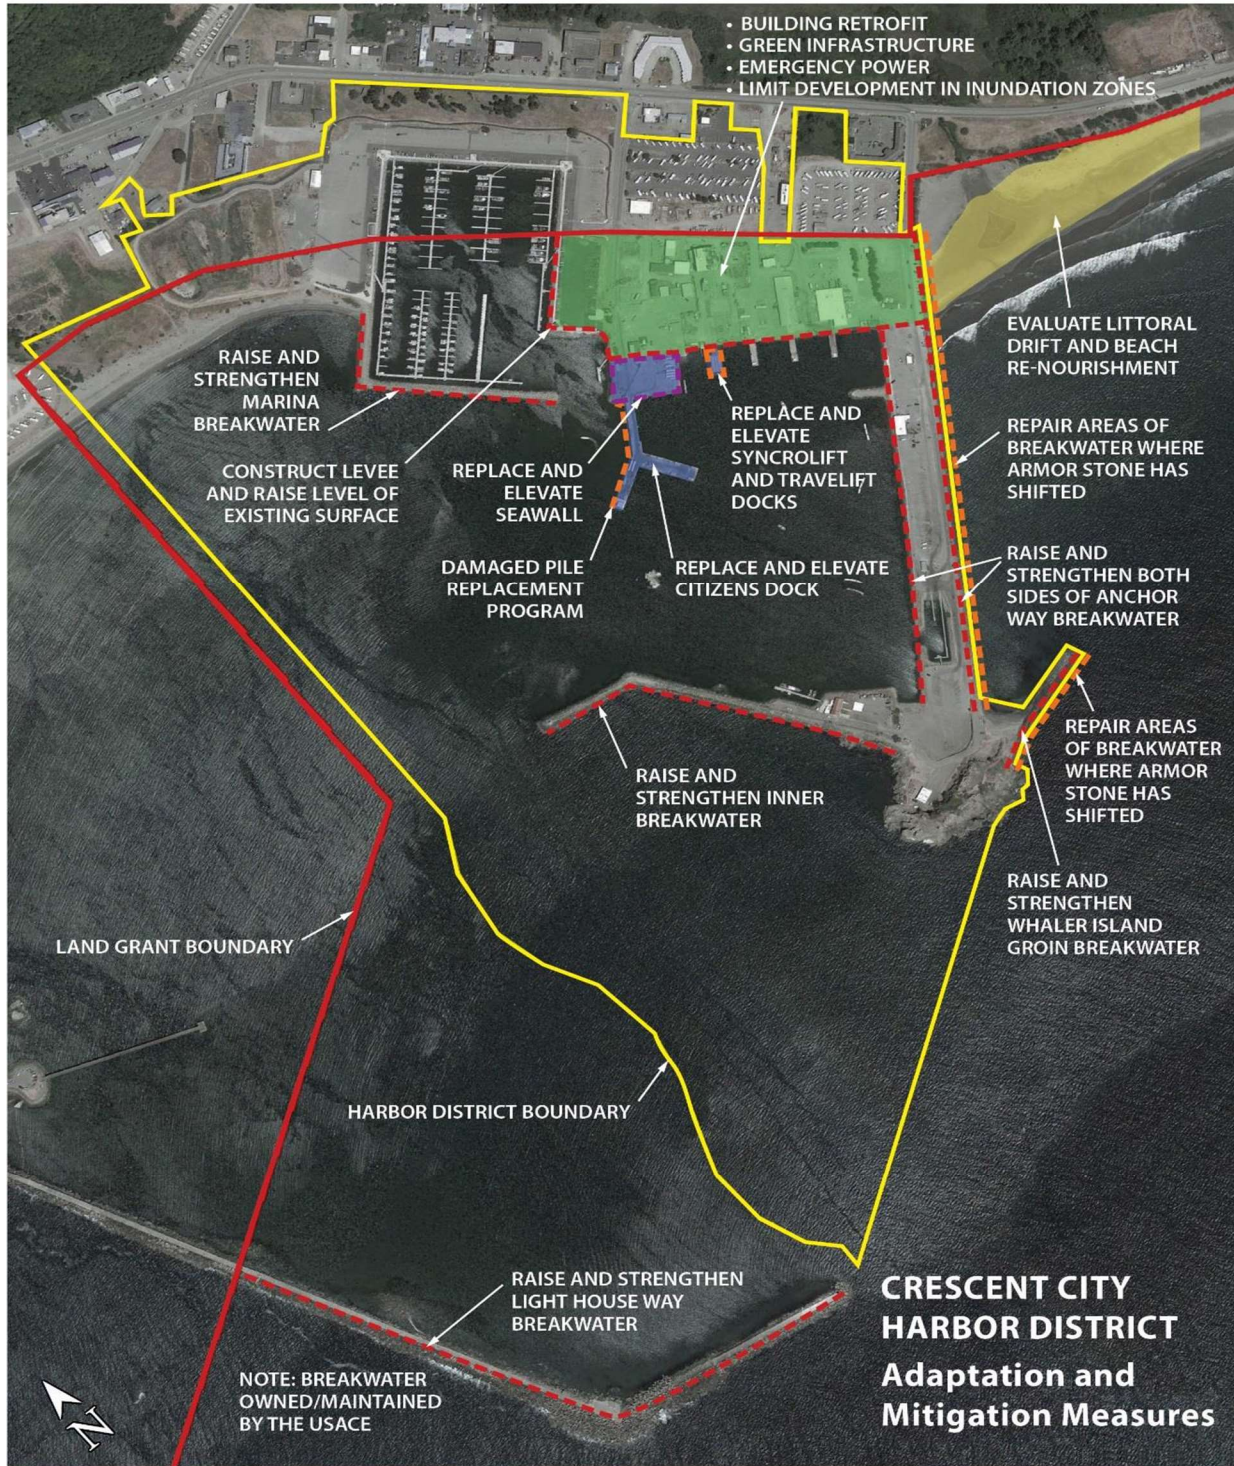 • BUILDING RETROFIT
• GREEN INFRASTRUCTURE
• EMERGENCY POWER
• LIMIT DEVELOPMENT IN INUNDATION ZONES
EVALUATE LITTORAL
DRIFT AND BEACH
RE-NOURISHMENT
RAISE AND
STRENGTHEN
MARINA
BREAKWATER
CONSTRUCT LEVEE
AND RAISE LEVEL OF
EXISTING SURFACE
REPLACE AND
ELEVATE
SEAWALL
REPLACE AND
ELEVATE
SYNCROLIFT
AND TRAVELIFT
DOCKS
REPAIR AREAS OF
BREAKWATER WHERE
ARMOR STONE HAS
SHIFTED
DAMAGED PILE
REPLACEMENT
PROGRAM
REPLACE AND ELEVATE
CITIZENS DOCK
RAISE AND
STRENGTHEN BOTH
SIDES OF ANCHOR
WAY BREAKWATER
RAISE AND
STRENGTHEN INNER
BREAKWATER
REPAIR AREAS
OF BREAKWATER
WHERE ARMOR
STONE HAS
SHIFTED
RAISE AND
STRENGTHEN
WHALER ISLAND
GROIN BREAKWATER
LAND GRANT BOUNDARY
HARBOR DISTRICT BOUNDARY
RAISE AND STRENGTHEN
LIGHT HOUSE WAY
BREAKWATER
NOTE: BREAKWATER
OWNED/MAINTAINED
BY THE USACE
N
CRESCENT CITY
HARBOR DISTRICT
Adaptation and
Mitigation Measures